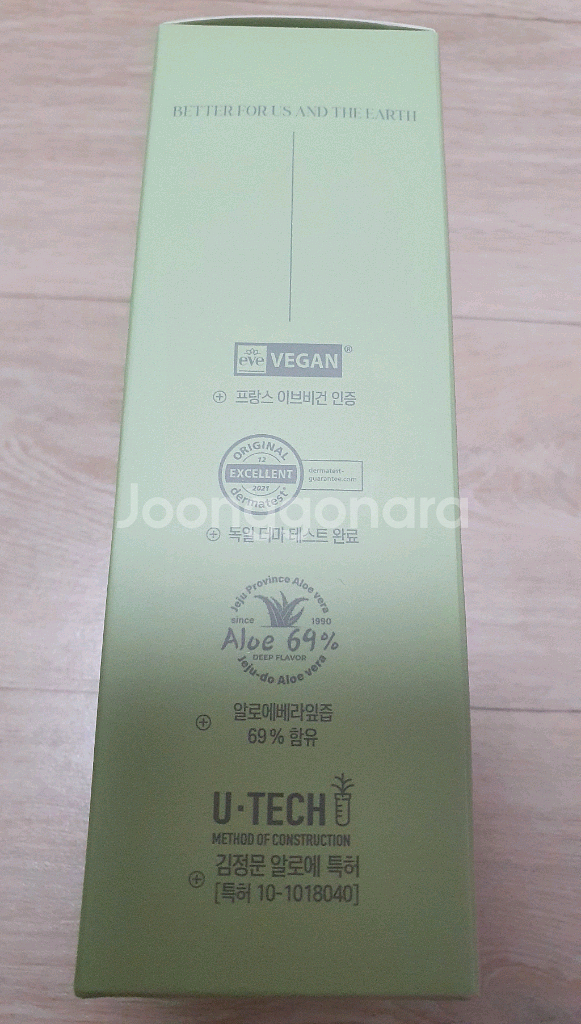 BETTER FOR US AND THE EARTH
eve VEGAN®
프랑스 이브비건 인증
ORIGINAL
12
EXCELLENT
2021
dermatest®
dermatest-
guarantee.com
Joonggonara
독일 더마 테스트 완료
Jeju Province Aloe vera
since 1990
Aloe 69%
DEEP FLAVOR
Jeju-do Aloe vera
알로에베라잎즙
69% 함유
U·TECH
METHOD OF CONSTRUCTION
김정문 알로에 특허
[특허 10-1018040]